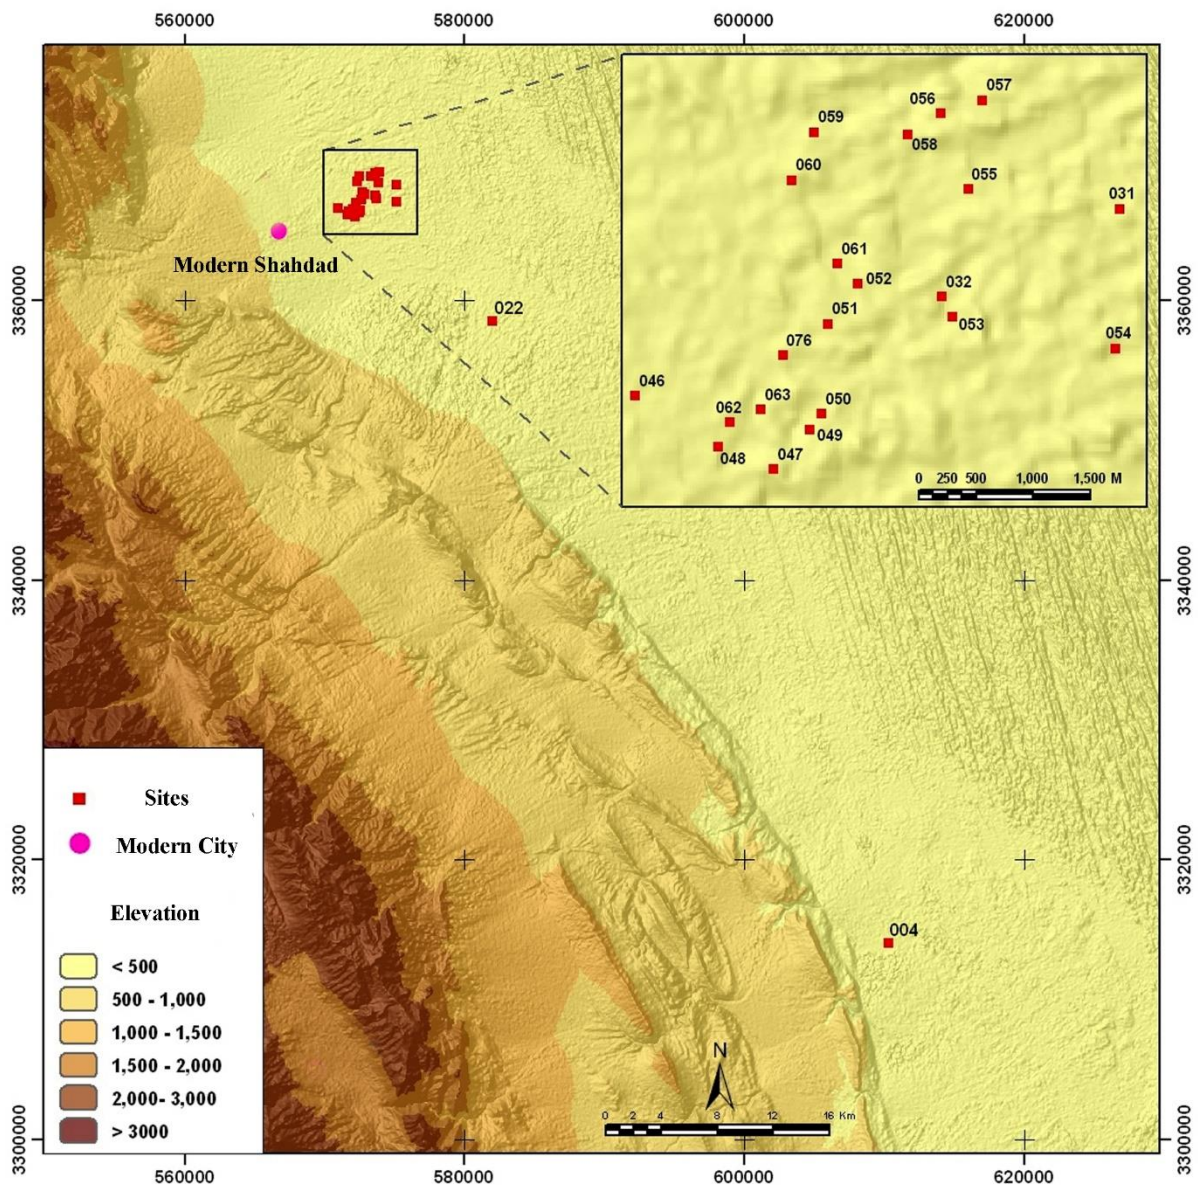 560000 580000 600000 620000
3360000
3340000
3320000
3300000
3360000
3340000
3320000
3300000
057
056
059
058
060
055
031
061
052
032
051
053
076
054
046
063
062
050
049
048
047
0 250 500 1,000 1,500 M
Modern Shahdad
022
004
Sites
Modern City
Elevation
< 500
500 - 1,000
1,000 - 1,500
1,500 - 2,000
2,000- 3,000
> 3000
N
0 2 4 8 12 16 Km
560000 580000 600000 620000